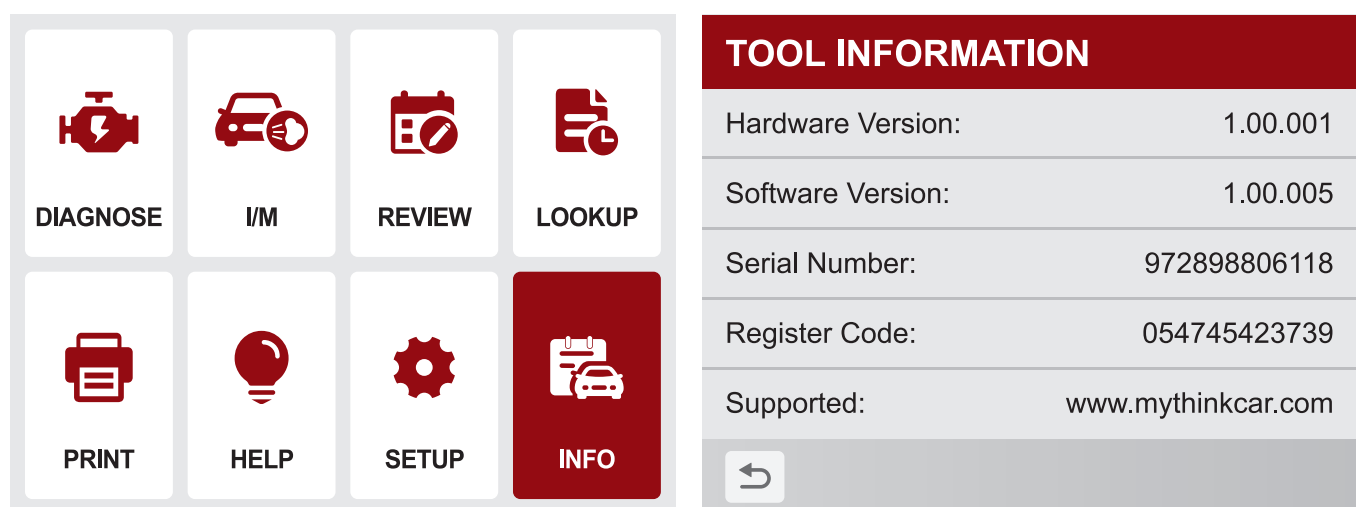 DIAGNOSE I/M REVIEW LOOKUP
PRINT HELP SETUP INFO
TOOL INFORMATION
Hardware Version: 1.00.001
Software Version: 1.00.005
Serial Number: 972898806118
Register Code: 054745423739
Supported: www.mythinkcar.com